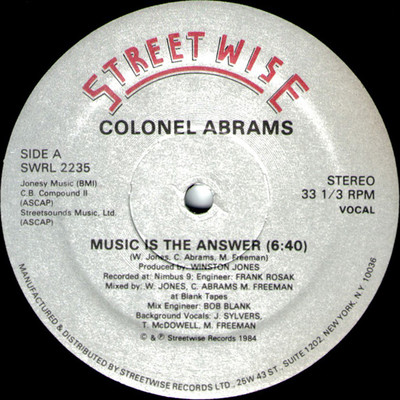 STREETWISE
COLONEL ABRAMS
SIDE A
SWRL 2235
Jonesy Music (BMI)
C.B. Compound II
(ASCAP)
Streetsounds Music, Ltd.
(ASCAP)
STEREO
33 1/3 RPM
VOCAL
MUSIC IS THE ANSWER (6:40)
(W. Jones, C. Abrams, M. Freeman)
Produced by: WINSTON JONES
Recorded at: Nimbus 9; Engineer: FRANK ROSAK
Mixed by: W. JONES, C. ABRAMS M. FREEMAN
at Blank Tapes
Mix Engineer: BOB BLANK
Background Vocals: J. SYLVERS,
T. McDOWELL, M. FREEMAN
© & ℗ Streetwise Records 1984
MANUFACTURED & DISTRIBUTED BY STREETWISE RECORDS LTD., 25W 43 ST. SUITE 1202, NEW YORK, N.Y. 10036